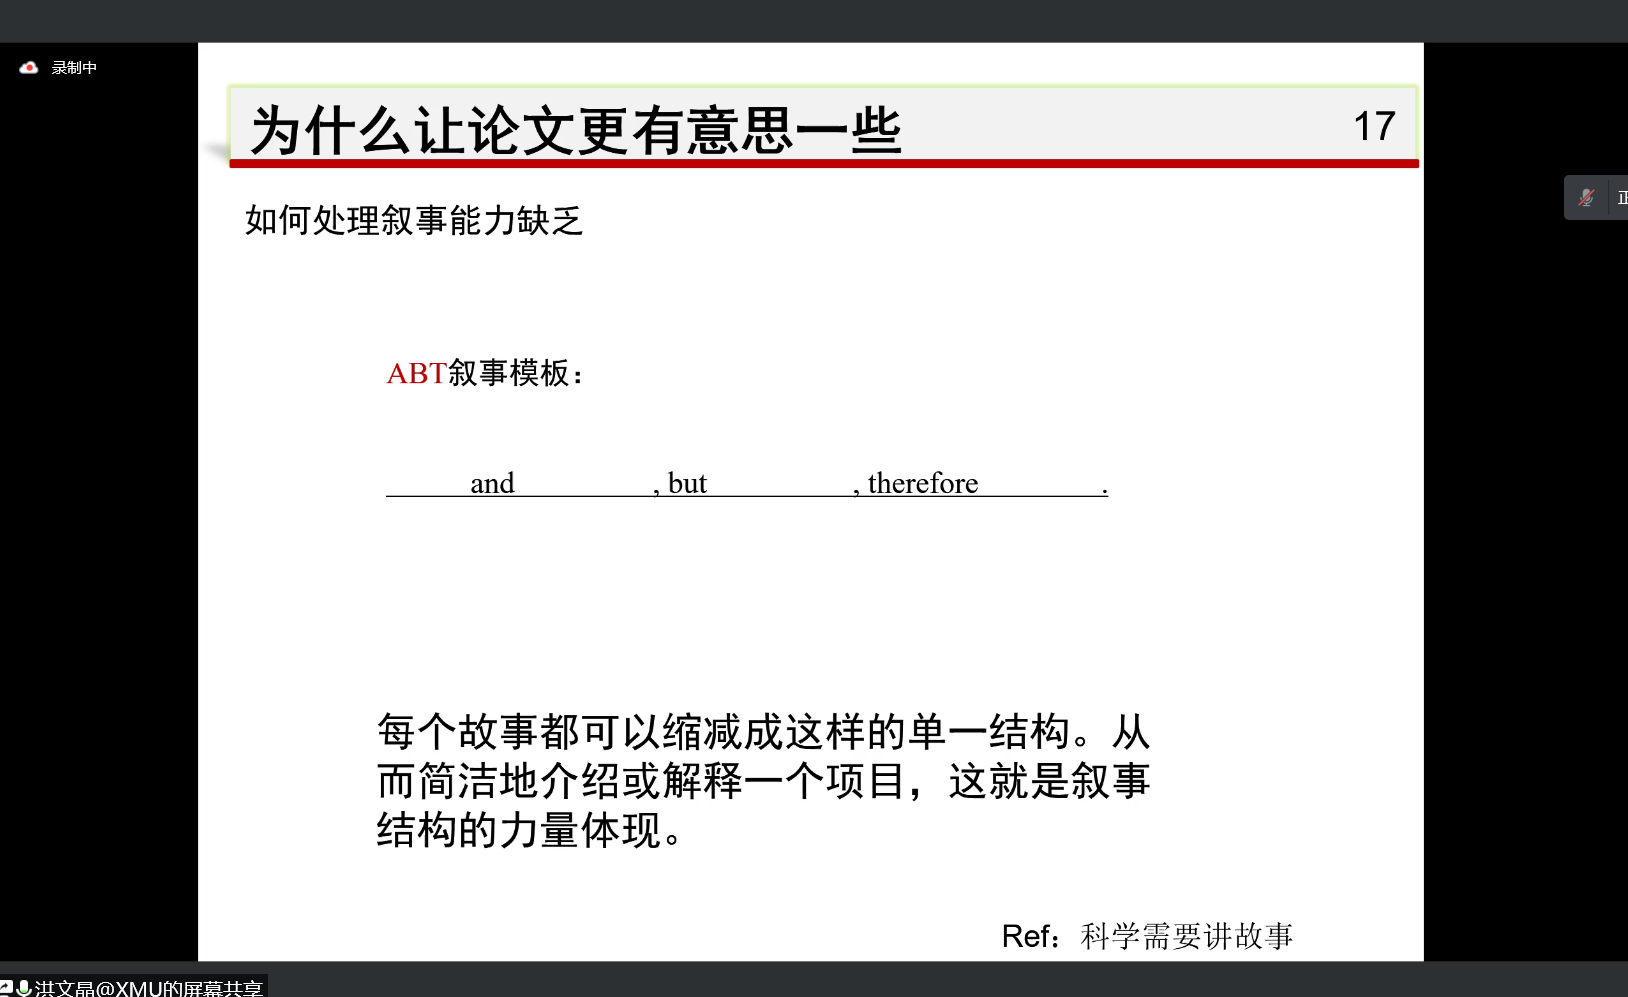 录制中
为什么让论文更有意思一些
17
如何处理叙事能力缺乏
ABT叙事模板：
______and________, but________, therefore________.
每个故事都可以缩减成这样的单一结构。从
而简洁地介绍或解释一个项目，这就是叙事
结构的力量体现。
Ref：科学需要讲故事
洪文晶@XMU的屏幕共享